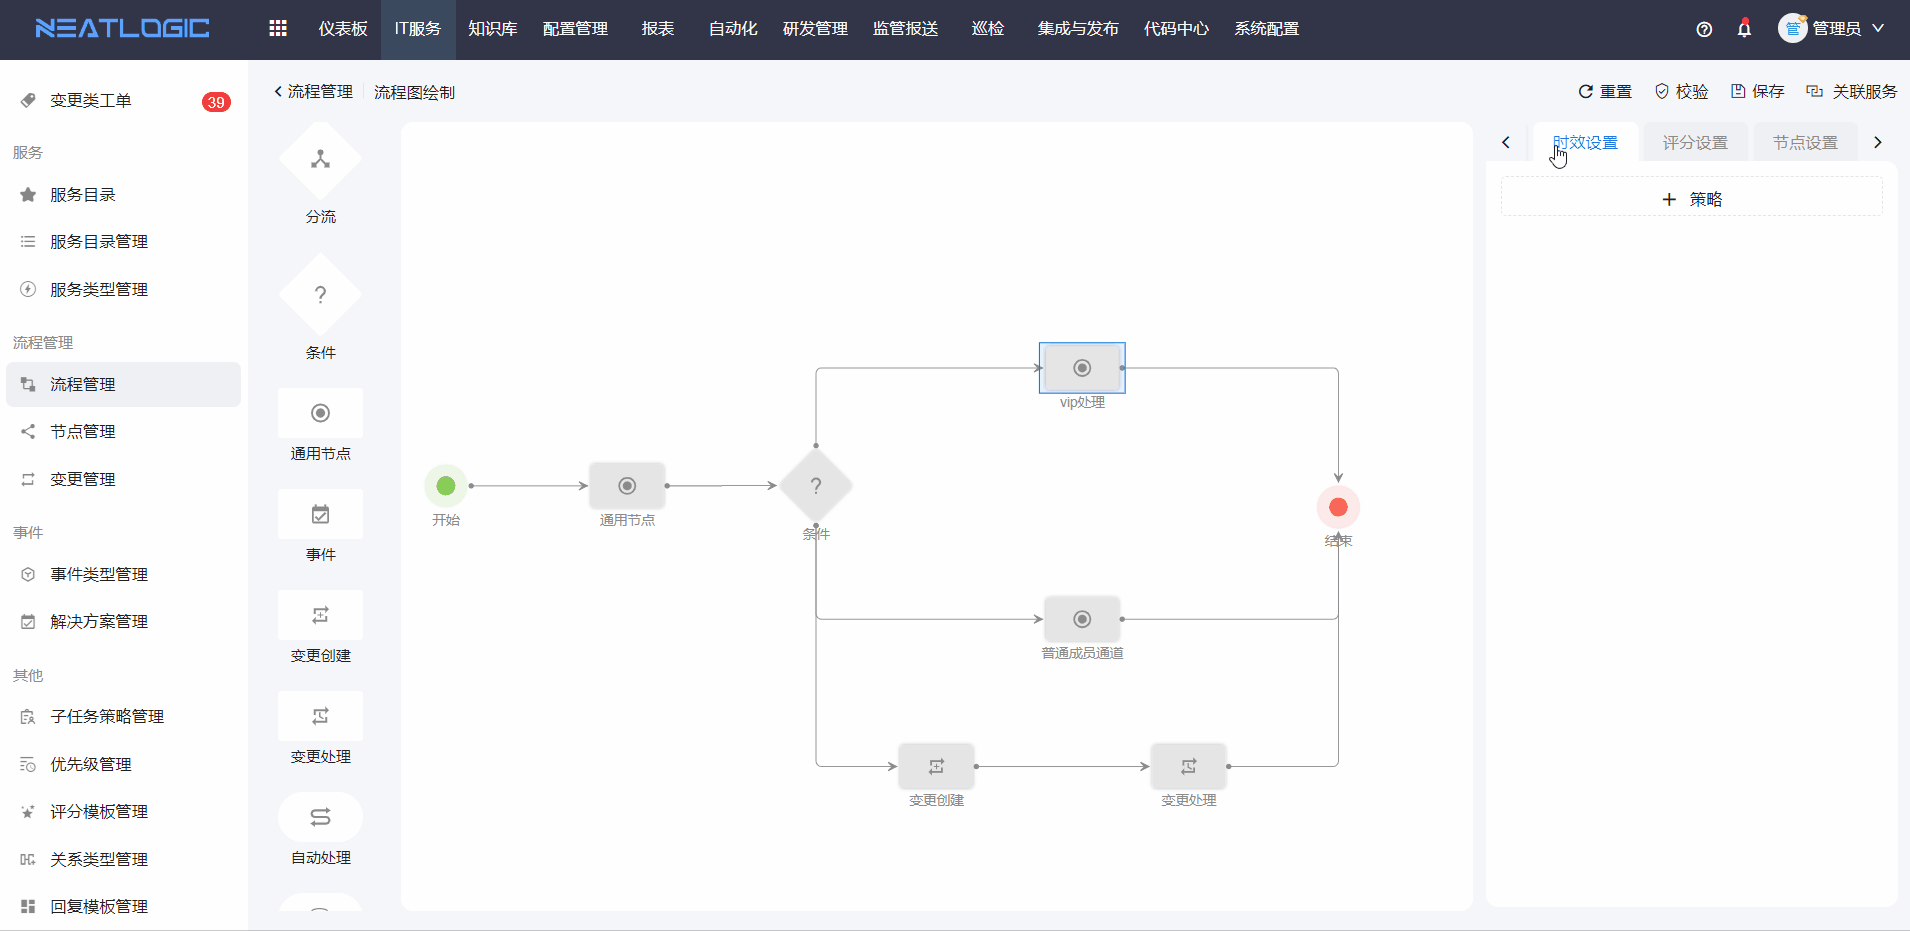 NEATLOGIC
仪表板 IT服务 知识库 配置管理 报表 自动化 研发管理 监管报送 巡检 集成与发布 代码中心 系统配置
管 管理员
变更类工单 39
服务
服务目录
服务目录管理
服务类型管理
流程管理
流程管理
节点管理
变更管理
事件
事件类型管理
解决方案管理
其他
子任务策略管理
优先级管理
评分模板管理
关系类型管理
回复模板管理
流程管理 流程图绘制
重置 校验 保存 关联服务
分流
条件
通用节点
事件
变更创建
变更处理
自动处理
vip处理
开始
通用节点
条件
结束
普通成员通道
变更创建
变更处理
时效设置 评分设置 节点设置
+ 策略